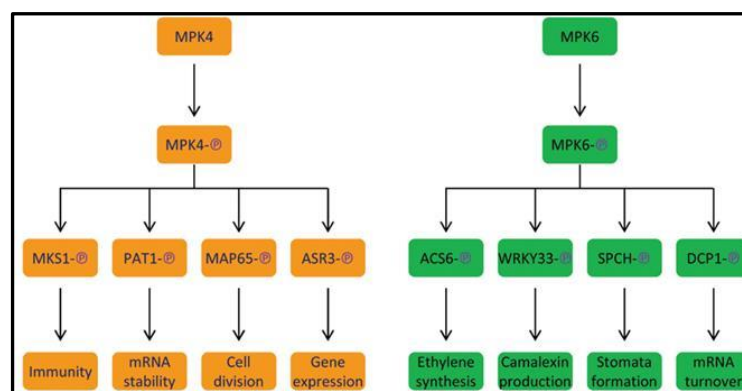 MPK4 MPK6
MPK4-Ⓟ MPK6-Ⓟ
MKS1-Ⓟ PAT1-Ⓟ MAP65-Ⓟ ASR3-Ⓟ ACS6-Ⓟ WRKY33-Ⓟ SPCH-Ⓟ DCP1-Ⓟ
Immunity mRNA stability Cell division Gene expression Ethylene synthesis Camalexin production Stomata formation mRNA turnover